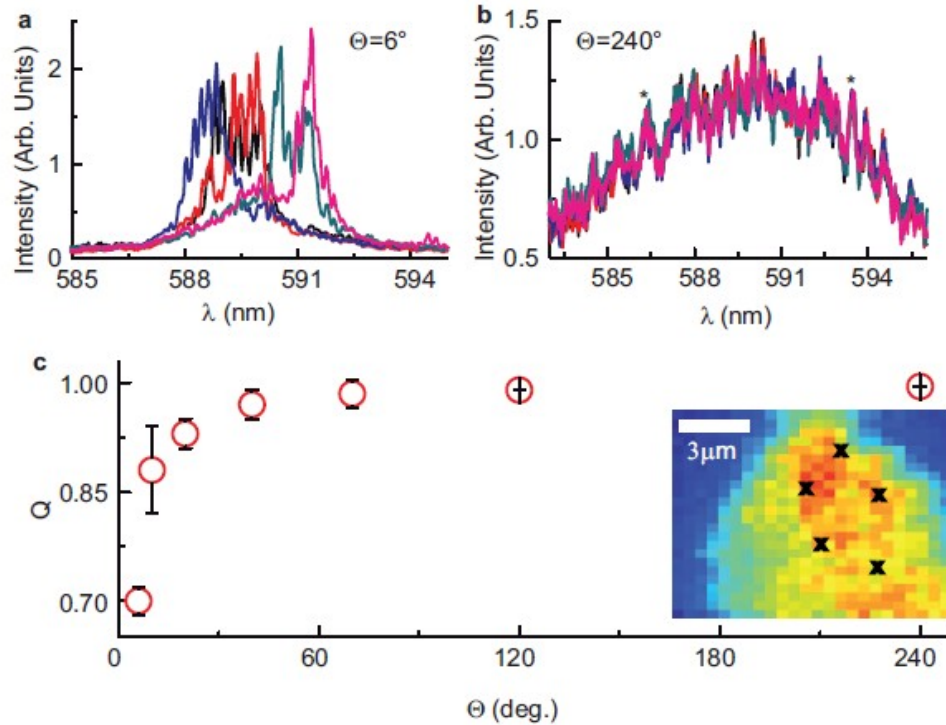 a
Θ=6°
Intensity (Arb. Units)
2
1
0
585
588
591
594
λ (nm)
b
Θ=240°
Intensity (Arb. Units)
1.5
1.0
0.5
*
*
585
588
591
594
λ (nm)
c
Q
1.00
0.85
0.70
0
60
120
180
240
Θ (deg.)
3μm